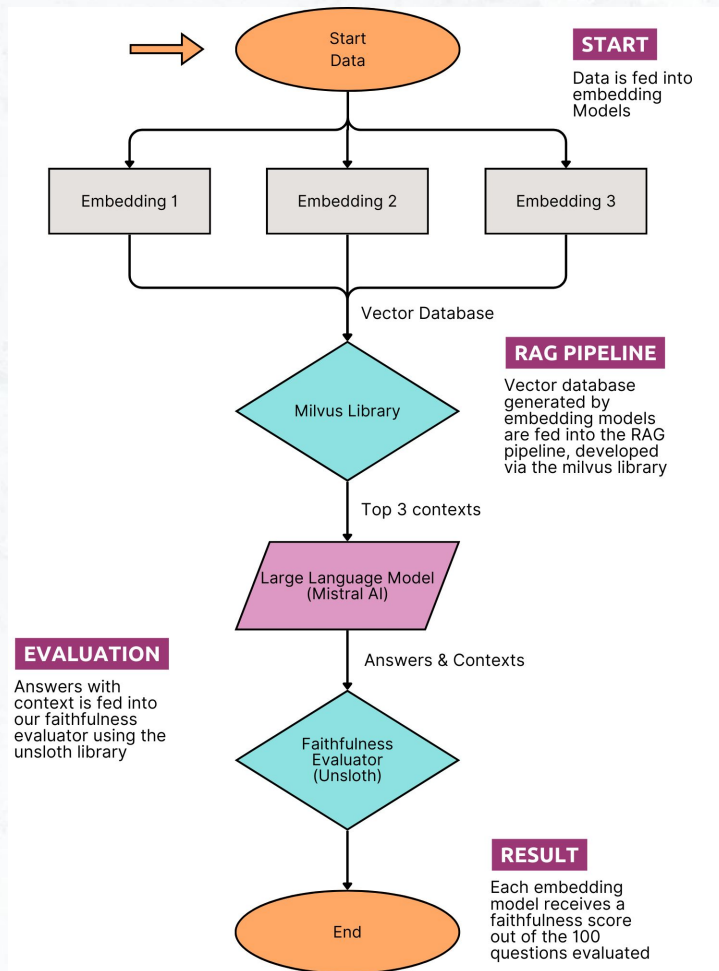 Start
Data
START
Data is fed into
embedding
Models
Embedding 1
Embedding 2
Embedding 3
Vector Database
Milvus Library
RAG PIPELINE
Vector database
generated by
embedding models
are fed into the RAG
pipeline, developed
via the milvus library
Top 3 contexts
Large Language Model
(Mistral AI)
EVALUATION
Answers with
context is fed into
our faithfulness
evaluator using the
unsloth library
Answers & Contexts
Faithfulness
Evaluator
(Unsloth)
RESULT
Each embedding
model receives a
faithfulness score
out of the 100
questions evaluated
End